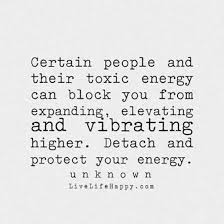 Certain people and
their toxic energy
can block you from
expanding, elevating
and vibrating
higher. Detach and
protect your energy.
unknown
LiveLifeHappy.com